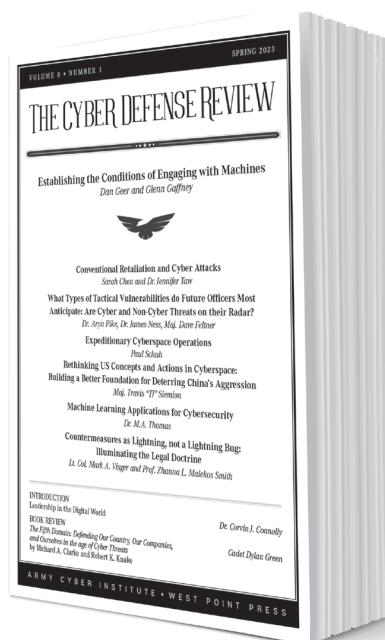 VOLUME 8 • NUMBER 1
SPRING 2023
THE CYBER DEFENSE REVIEW
Establishing the Conditions of Engaging with Machines
Dan Geer and Glenn Gaffney
Conventional Retaliation and Cyber Attacks
Sarah Chen and Dr. Jennifer Taw
What Types of Tactical Vulnerabilities do Future Officers Most
Anticipate: Are Cyber and Non-Cyber Threats on their Radar?
Dr. Aryn Pyke, Dr. James Ness, Maj. Dave Feltner
Expeditionary Cyberspace Operations
Paul Schuh
Rethinking US Concepts and Actions in Cyberspace:
Building a Better Foundation for Deterring China's Aggression
Maj. Travis "TJ" Siemion
Machine Learning Applications for Cybersecurity
Dr. M.A. Thomas
Countermeasures as Lightning, not a Lightning Bug:
Illuminating the Legal Doctrine
Lt. Col. Mark A. Visger and Prof. Zhanna L. Malekos Smith
INTRODUCTION
Leadership in the Digital World
Dr. Corvin J. Connolly
BOOK REVIEW
The Fifth Domain: Defending Our Country, Our Companies,
and Ourselves in the age of Cyber Threats
by Richard A. Clarke and Robert K. Knake
Cadet Dylan Green
ARMY CYBER INSTITUTE • WEST POINT PRESS